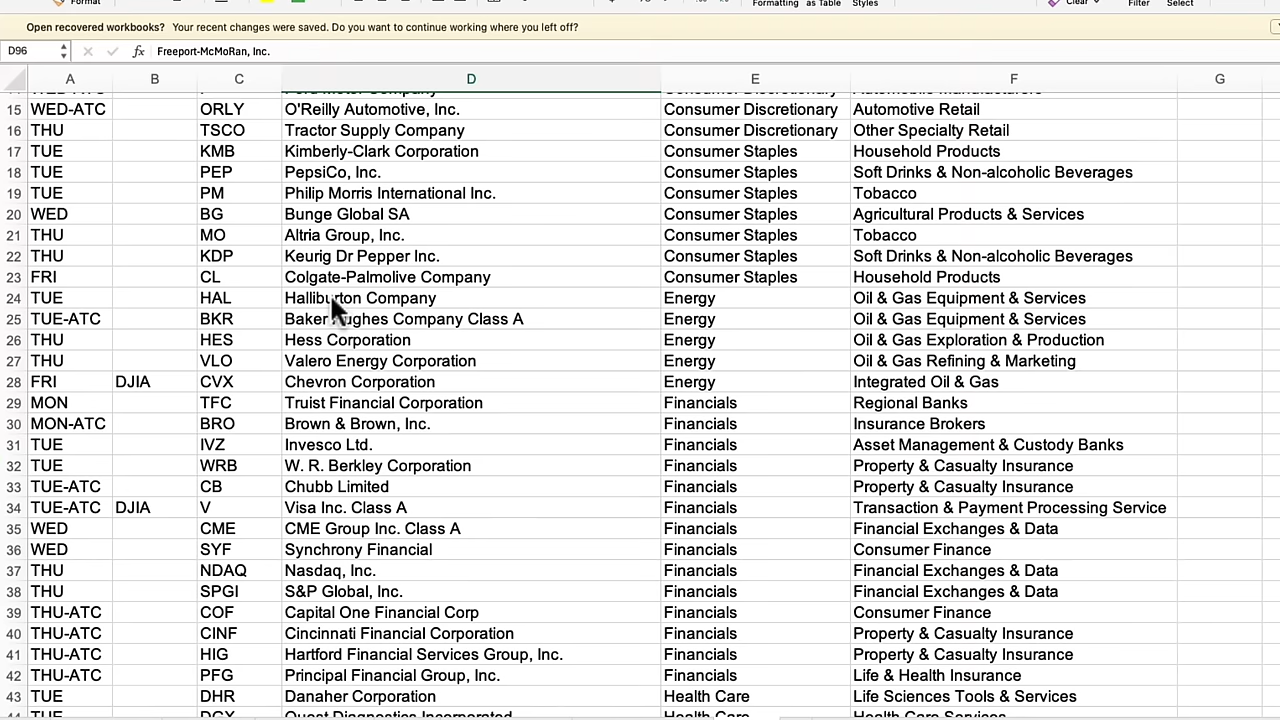 Format
Formatting as Table Styles
Clear
Filter Select
Open recovered workbooks? Your recent changes were saved. Do you want to continue working where you left off?
D96 fx Freeport-McMoRan, Inc.
A B C D E F G
15 WED-ATC ORLY O'Reilly Automotive, Inc. Consumer Discretionary Automotive Retail
16 THU TSCO Tractor Supply Company Consumer Discretionary Other Specialty Retail
17 TUE KMB Kimberly-Clark Corporation Consumer Staples Household Products
18 TUE PEP PepsiCo, Inc. Consumer Staples Soft Drinks & Non-alcoholic Beverages
19 TUE PM Philip Morris International Inc. Consumer Staples Tobacco
20 WED BG Bunge Global SA Consumer Staples Agricultural Products & Services
21 THU MO Altria Group, Inc. Consumer Staples Tobacco
22 THU KDP Keurig Dr Pepper Inc. Consumer Staples Soft Drinks & Non-alcoholic Beverages
23 FRI CL Colgate-Palmolive Company Consumer Staples Household Products
24 TUE HAL Halliburton Company Energy Oil & Gas Equipment & Services
25 TUE-ATC BKR Baker Hughes Company Class A Energy Oil & Gas Equipment & Services
26 THU HES Hess Corporation Energy Oil & Gas Exploration & Production
27 THU VLO Valero Energy Corporation Energy Oil & Gas Refining & Marketing
28 FRI DJIA CVX Chevron Corporation Energy Integrated Oil & Gas
29 MON TFC Truist Financial Corporation Financials Regional Banks
30 MON-ATC BRO Brown & Brown, Inc. Financials Insurance Brokers
31 TUE IVZ Invesco Ltd. Financials Asset Management & Custody Banks
32 TUE WRB W. R. Berkley Corporation Financials Property & Casualty Insurance
33 TUE-ATC CB Chubb Limited Financials Property & Casualty Insurance
34 TUE-ATC DJIA V Visa Inc. Class A Financials Transaction & Payment Processing Service
35 WED CME CME Group Inc. Class A Financials Financial Exchanges & Data
36 WED SYF Synchrony Financial Financials Consumer Finance
37 THU NDAQ Nasdaq, Inc. Financials Financial Exchanges & Data
38 THU SPGI S&P Global, Inc. Financials Financial Exchanges & Data
39 THU-ATC COF Capital One Financial Corp Financials Consumer Finance
40 THU-ATC CINF Cincinnati Financial Corporation Financials Property & Casualty Insurance
41 THU-ATC HIG Hartford Financial Services Group, Inc. Financials Property & Casualty Insurance
42 THU-ATC PFG Principal Financial Group, Inc. Financials Life & Health Insurance
43 TUE DHR Danaher Corporation Health Care Life Sciences Tools & Services
44 TUE DGX Quest Diagnostics Incorporated Health Care Health Care Services